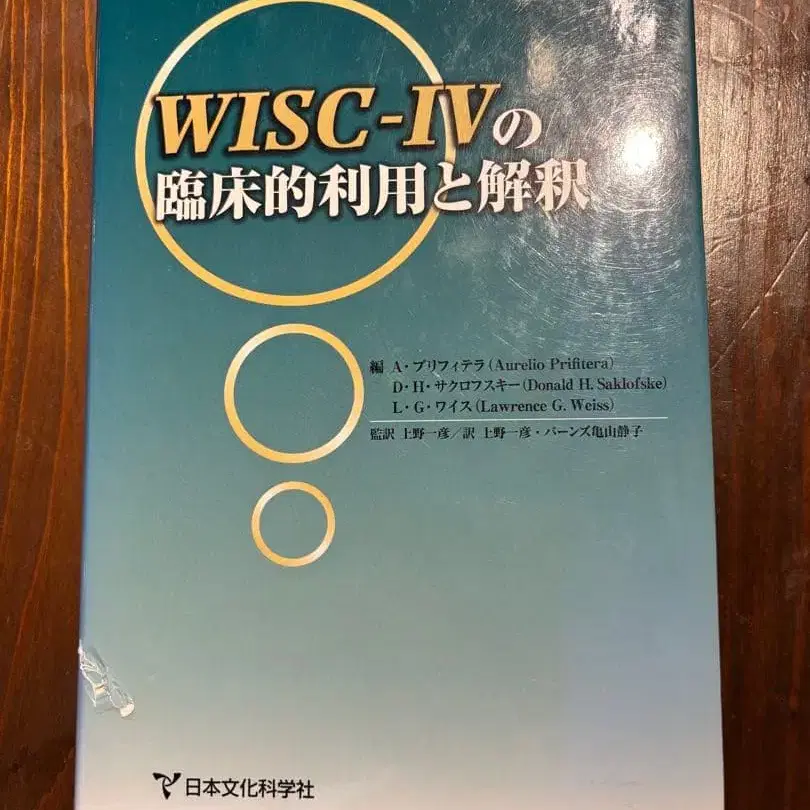 WISC-IVの
臨床的利用と解釈
編 A・プリフィテラ(Aurelio Prifitera)
D・H・サクロフスキー(Donald H. Saklofske)
L・G・ワイス(Lawrence G. Weiss)
監訳 上野一彦/訳 上野一彦・バーンズ亀山静子
日本文化科学社